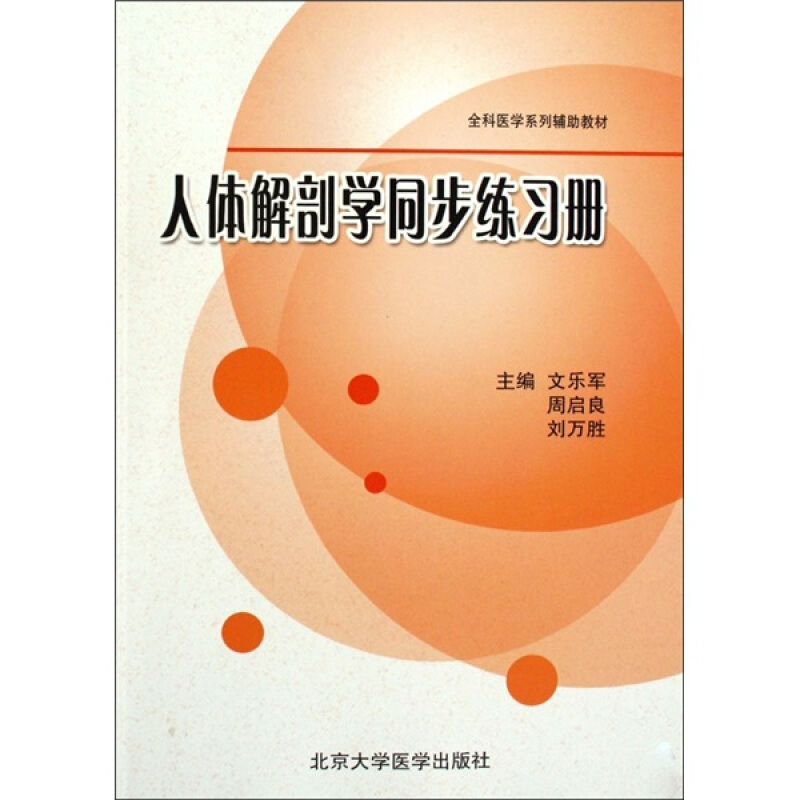 全科医学系列辅助教材
人体解剖学同步练习册
主编 文乐军
周启良
刘万胜
北京大学医学出版社